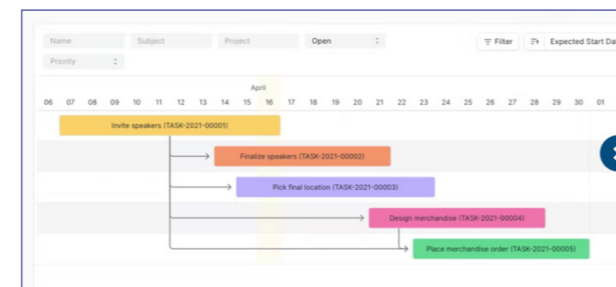 Name Subject Project Open Filter Expected Start Da
Priority
April
06 07 08 09 10 11 12 13 14 15 16 17 18 19 20 21 22 23 24 25 26 27 28 29 30 01
Invite speakers (TASK-2021-00001)
Finalize speakers (TASK-2021-00002)
Pick final location (TASK-2021-00003)
Design merchandise (TASK-2021-00004)
Place merchandise order (TASK-2021-00005)